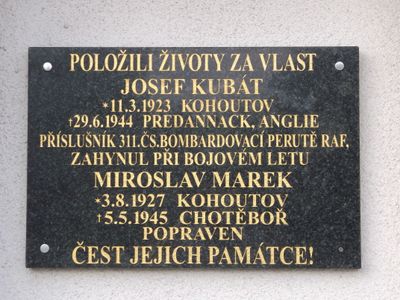 POLOŽILI ŽIVOTY ZA VLAST
JOSEF KUBÁT
*11.3.1923 KOHOUTOV
†29.6.1944 PREDANNACK, ANGLIE
PŘÍSLUŠNÍK 311.ČS.BOMBARDOVACÍ PERUTĚ RAF,
ZAHYNUL PŘI BOJOVÉM LETU
MIROSLAV MAREK
*3.8.1927 KOHOUTOV
†5.5.1945 CHOTĚBOŘ
POPRAVEN
ČEST JEJICH PAMÁTCE!